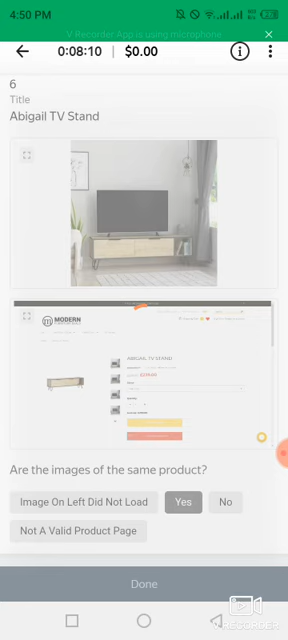 4:50 PM
V Recorder App is using microphone
0:08:10 | $0.00
6
Title
Abigail TV Stand
MODERN
ABIGAIL TV STAND
Are the images of the same product?
Image On Left Did Not Load
Yes
No
Not A Valid Product Page
Done
V RECORDER